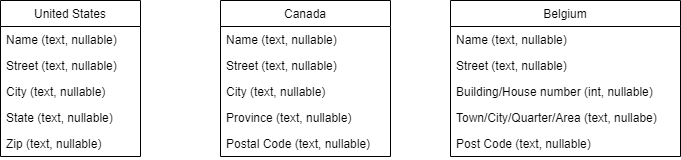 United States
Name (text, nullable)
Street (text, nullable)
City (text, nullable)
State (text, nullable)
Zip (text, nullable)
Canada
Name (text, nullable)
Street (text, nullable)
City (text, nullable)
Province (text, nullable)
Postal Code (text, nullable)
Belgium
Name (text, nullable)
Street (text, nullable)
Building/House number (int, nullable)
Town/City/Quarter/Area (text, nullabe)
Post Code (text, nullable)